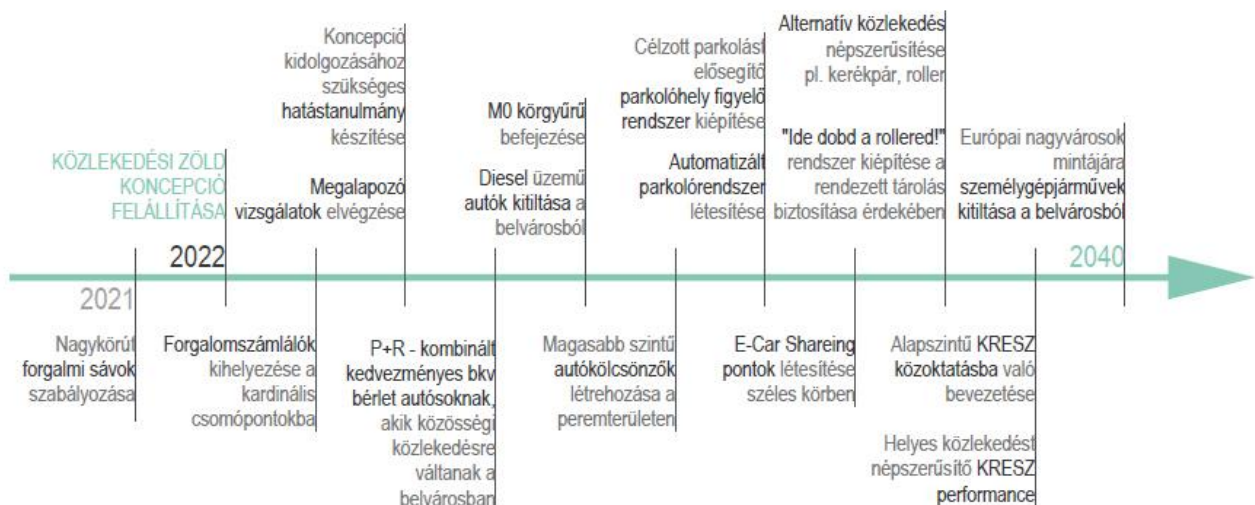 KÖZLEKEDÉSI ZÖLD
KONCEPCIÓ
FELÁLLÍTÁSA
2022
Koncepció
kidolgozásához
szükséges
hatástanulmány
készítése
Megalapozó
vizsgálatok elvégzése
M0 körgyűrű
befejezése
Diesel üzemű
autók kitiltása a
belvárosból
Célzott parkolást
elősegítő
parkolóhely figyelő
rendszer kiépítése
Automatizált
parkolórendszer
létesítése
Alternatív közlekedés
népszerűsítése
pl. kerékpár, roller
"Ide dobd a rollered!"
rendszer kiépítése a
rendezett tárolás
biztosítása érdekében
Európai nagyvárosok
mintájára
személygépjárművek
kitiltása a belvárosból
2040
2021
Nagykörút
forgalmi sávok
szabályozása
Forgalomszámlálók
kihelyezése a
kardinális
csomópontokba
P+R - kombinált
kedvezményes bkv
bérlet autósoknak,
akik közösségi
közlekedésre
váltanak a
belvárosban
Magasabb szintű
autókölcsönzők
létrehozása a
peremterületen
E-Car Shareing
pontok létesítése
széles körben
Alapszintű KRESZ
közoktatásba való
bevezetése
Helyes közlekedést
népszerűsítő KRESZ
performance